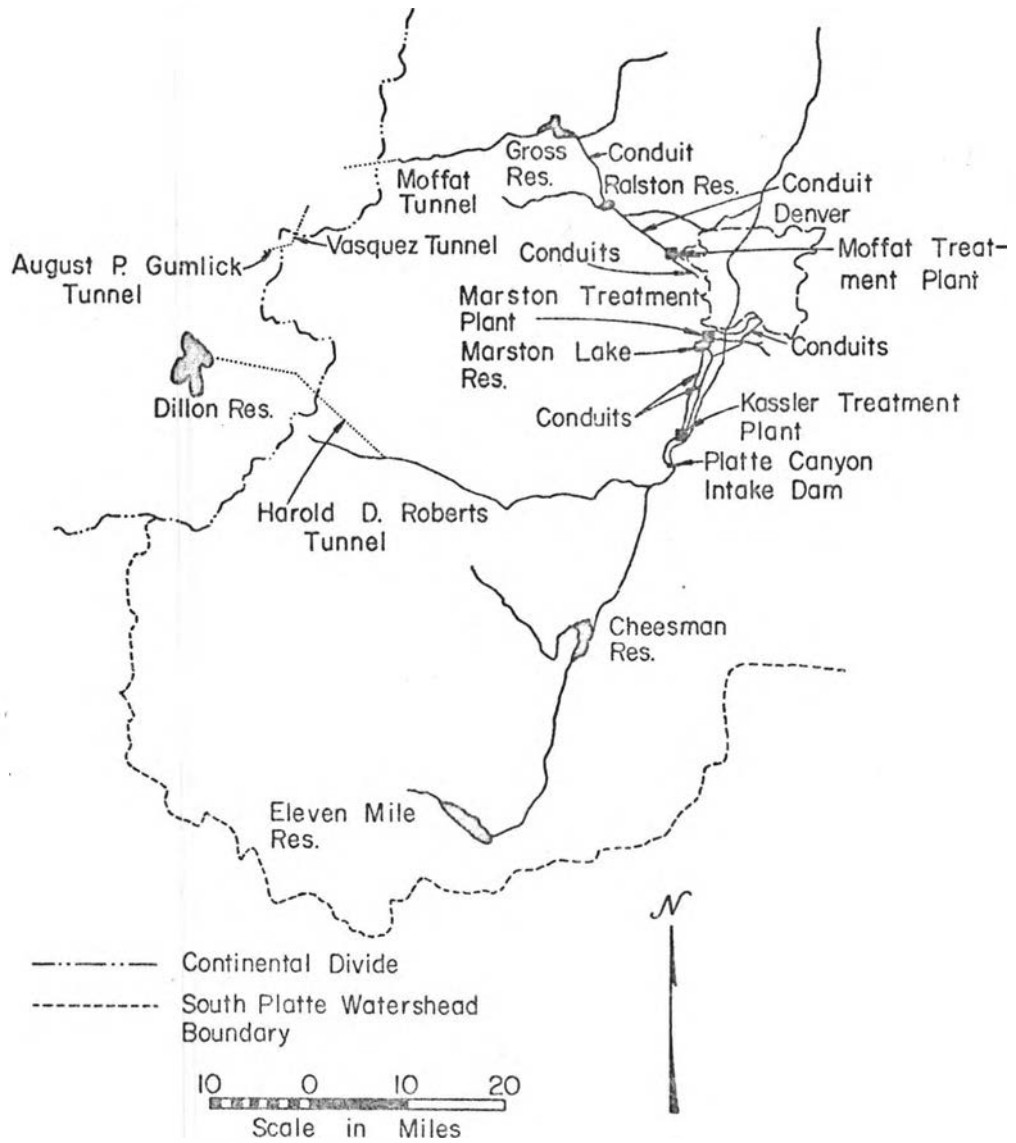 Gross
Res.
Conduit
Ralston Res.
Conduit
Denver
Moffat
Tunnel
Vasquez Tunnel
Conduits
Moffat Treat-
ment Plant
August P. Gumlick
Tunnel
Marston Treatment
Plant
Marston Lake
Res.
Conduits
Dillon Res.
Conduits
Kassler Treatment
Plant
Platte Canyon
Intake Dam
Harold D. Roberts
Tunnel
Cheesman
Res.
Eleven Mile
Res.
N
Continental Divide
South Platte Watershead
Boundary
10 0 10 20
Scale in Miles